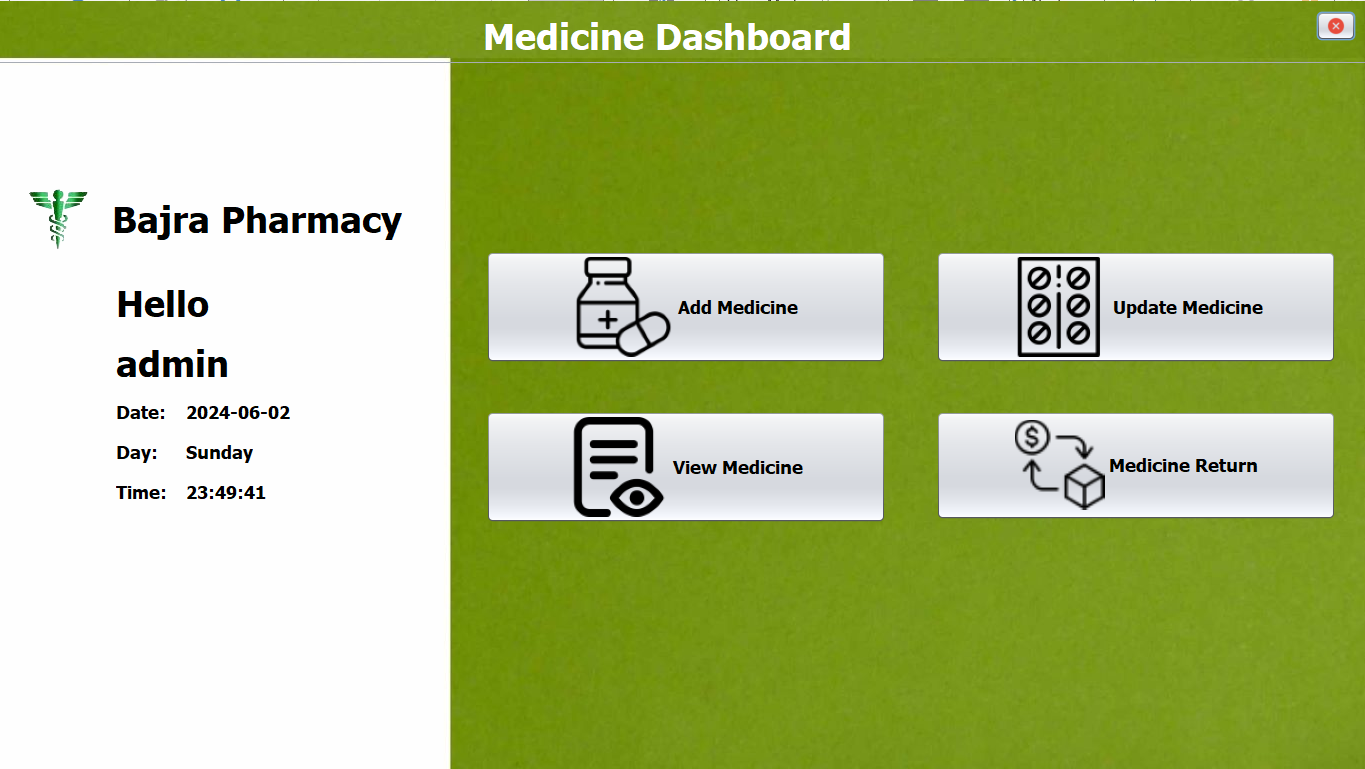 Medicine Dashboard
Bajra Pharmacy
Hello
admin
Date: 2024-06-02
Day: Sunday
Time: 23:49:41
Add Medicine
Update Medicine
View Medicine
Medicine Return